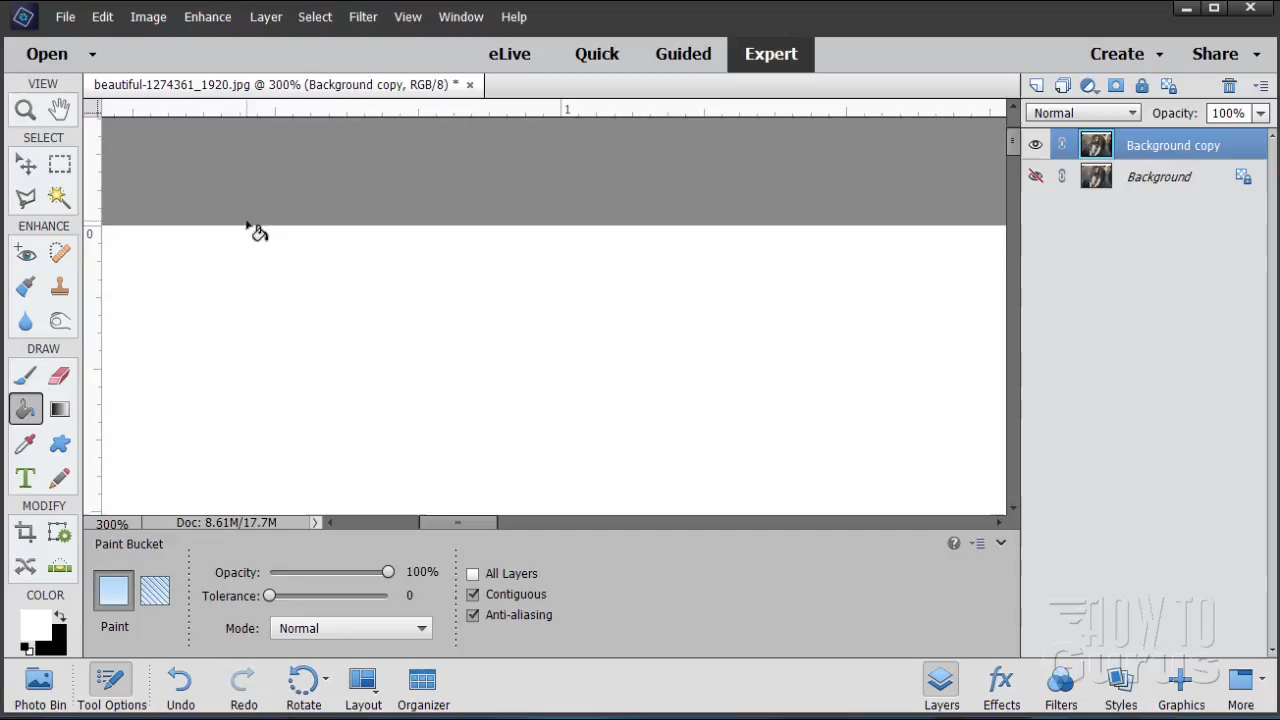 File Edit Image Enhance Layer Select Filter View Window Help
Open eLive Quick Guided Expert Create Share
VIEW beautiful-1274361_1920.jpg @ 300% (Background copy, RGB/8) * ×
1
Normal Opacity: 100%
SELECT
Background copy
Background
ENHANCE
0
DRAW
T
MODIFY
300% Doc: 8.61M/17.7M
Paint Bucket
Opacity: 100% All Layers
Tolerance: 0 Contiguous
COLOR
Anti-aliasing
Paint Mode: Normal
HOW TO
Gurus
Photo Bin Tool Options Undo Redo Rotate Layout Organizer Layers Effects Filters Styles Graphics More